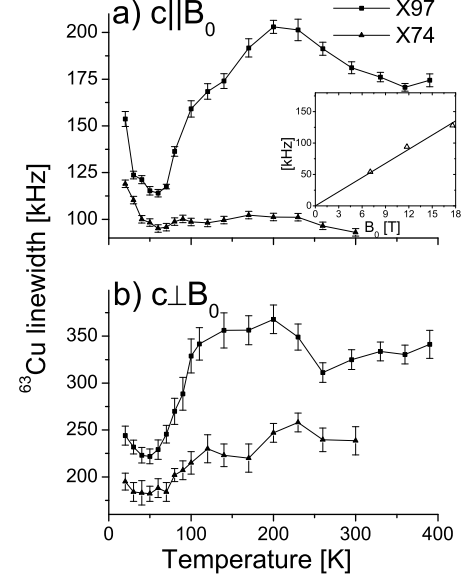 a) c||B0
X97
X74
200
175
150
125
100
[kHz]
150
100
50
0
0 3 6 9 12 15 18
B0 [T]
63Cu linewidth [kHz]
b) c⊥B0
350
300
250
200
0 100 200 300 400
Temperature [K]